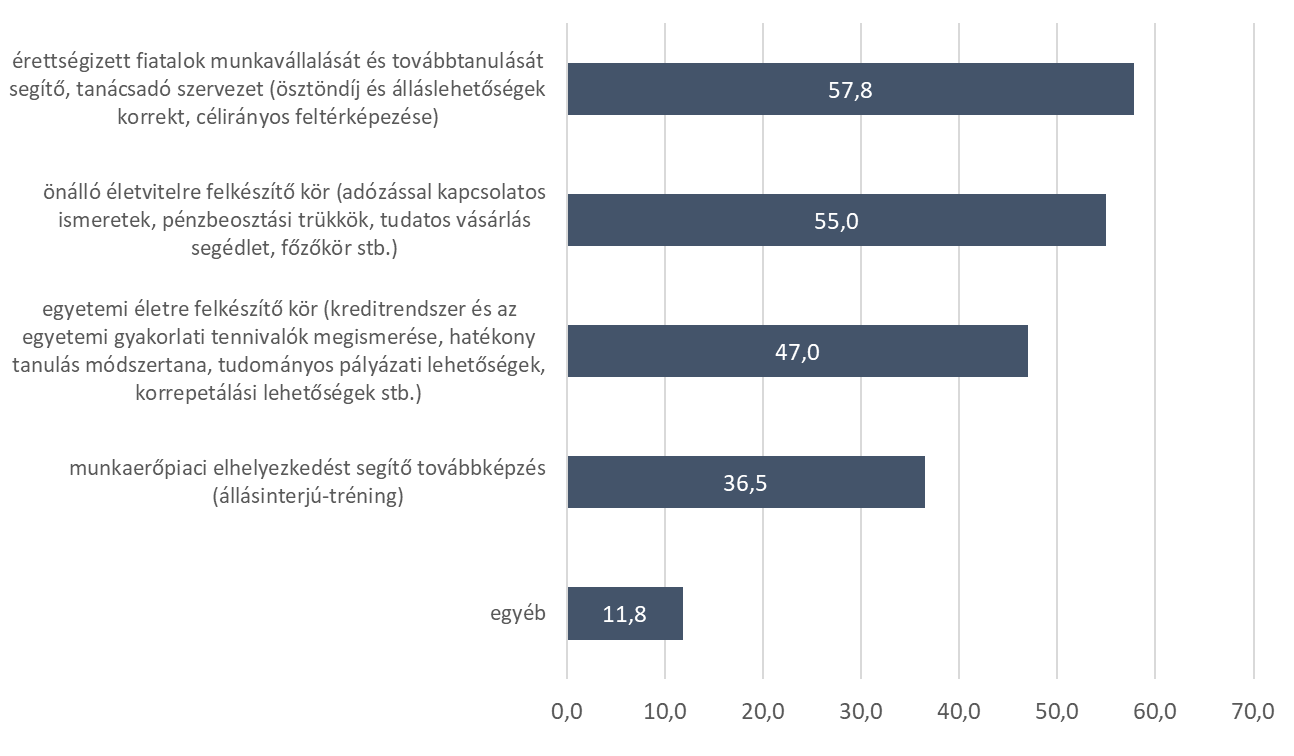 érettségizett fiatalok munkavállalását és továbbtanulását
segítő, tanácsadó szervezet (ösztöndíj és álláslehetőségek
korrekt, célirányos feltérképezése)
57,8
önálló életvitelre felkészítő kör (adózással kapcsolatos
ismeretek, pénzbeosztási trükkök, tudatos vásárlás
segédlet, főzőkör stb.)
55,0
egyetemi életre felkészítő kör (kreditrendszer és az
egyetemi gyakorlati tennivalók megismerése, hatékony
tanulás módszertana, tudományos pályázati lehetőségek,
korrepetálási lehetőségek stb.)
47,0
munkaerőpiaci elhelyezkedést segítő továbbképzés
(állásinterjú-tréning)
36,5
egyéb
11,8
0,0 10,0 20,0 30,0 40,0 50,0 60,0 70,0